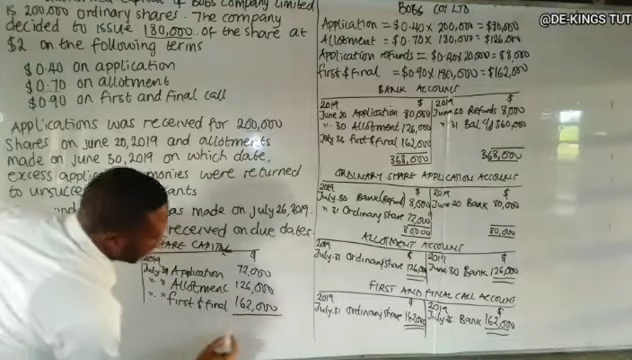 @DE-KINGS TUT
of BOBS Company Limited
is 200,000 ordinary shares. The company
decided to issue 180,000 of the share at
$2 on the following terms
$0.40 on application
$0.70 on allotment
$0.90 on first and final call
Applications was received for 200,000
shares on June 20, 2019 and allotments
made on June 30, 2019 on which date,
excess monies were returned
to
was made on July 26, 2019.
received on due dates
SHARE CAPITAL
2019 $
Application 72,000
" " Allotment 126,000
" " First & final 162,000
BOBS CO. LTD
Application = $0.40 x 200,000 = $80,000
Allotment = $0.70 x 180,000 = $126,000
Application refunds = $0.40 x 20,000 = $8,000
First & final = $0.90 x 180,000 = $162,000
BANK ACCOUNT
2019 $ 2019 $
June 20 Application 80,000 June 20 Refunds 8,000
" 30 Allotment 126,000 " 31 Bal c/d 360,000
July 26 First & final 162,000
368,000 368,000
ORDINARY SHARE APPLICATION ACCOUNT
2019 $ 2019 $
Bank (Refund) 8,000 June 20 Bank 80,000
" 31 Ordinary share 72,000
80000 80,000
ALLOTMENT ACCOUNT
2019 2019 $
July 31 Ordinary share 126,000 June 30 Bank 126,000
FIRST AND FINAL CALL ACCOUNT
2019 $ 2019 $
July 31 Ordinary share 162,000 July 26 Bank 162,000